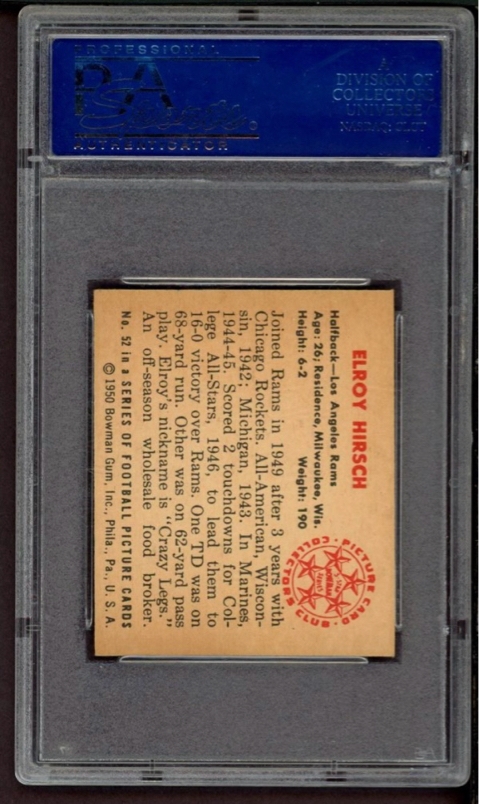 PROFESSIONAL
PSA
Sports
AUTHENTICATOR
A
DIVISION OF
COLLECTORS
UNIVERSE
NASDAQ: CLCT
ELROY HIRSCH
Halfback—Los Angeles Rams
Age: 26; Residence, Milwaukee, Wis.
Height: 6-2 Weight: 190
PICTURE CARD
COLLECTORS CLUB
Joined Rams in 1949 after 3 years with
Chicago Rockets. All-American, Wiscon-
sin, 1942; Michigan, 1943. In Marines,
1944-45. Scored 2 touchdowns for Col-
lege All-Stars, 1946, to lead them to
16-0 victory over Rams. One TD was on
68-yard run. Other was on 62-yard pass
play. Elroy's nickname is "Crazy Legs."
An off-season wholesale food broker.
No. 52 in a SERIES OF FOOTBALL PICTURE CARDS
© 1950 Bowman Gum, Inc., Phila., Pa., U. S. A.